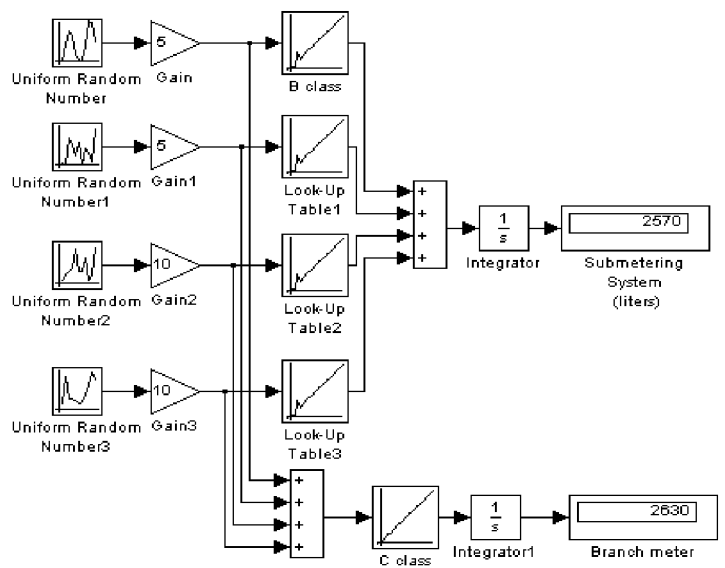 5
Uniform Random
Number
Gain
B class
5
Uniform Random
Number1
Gain1
Look-Up
Table1
+
+
+
+
1
s
Integrator
2570
Submetering
System
(liters)
10
Uniform Random
Number2
Gain2
Look-Up
Table2
10
Uniform Random
Number3
Gain3
Look-Up
Table3
+
+
+
+
C class
1
s
Integrator1
2630
Branch meter